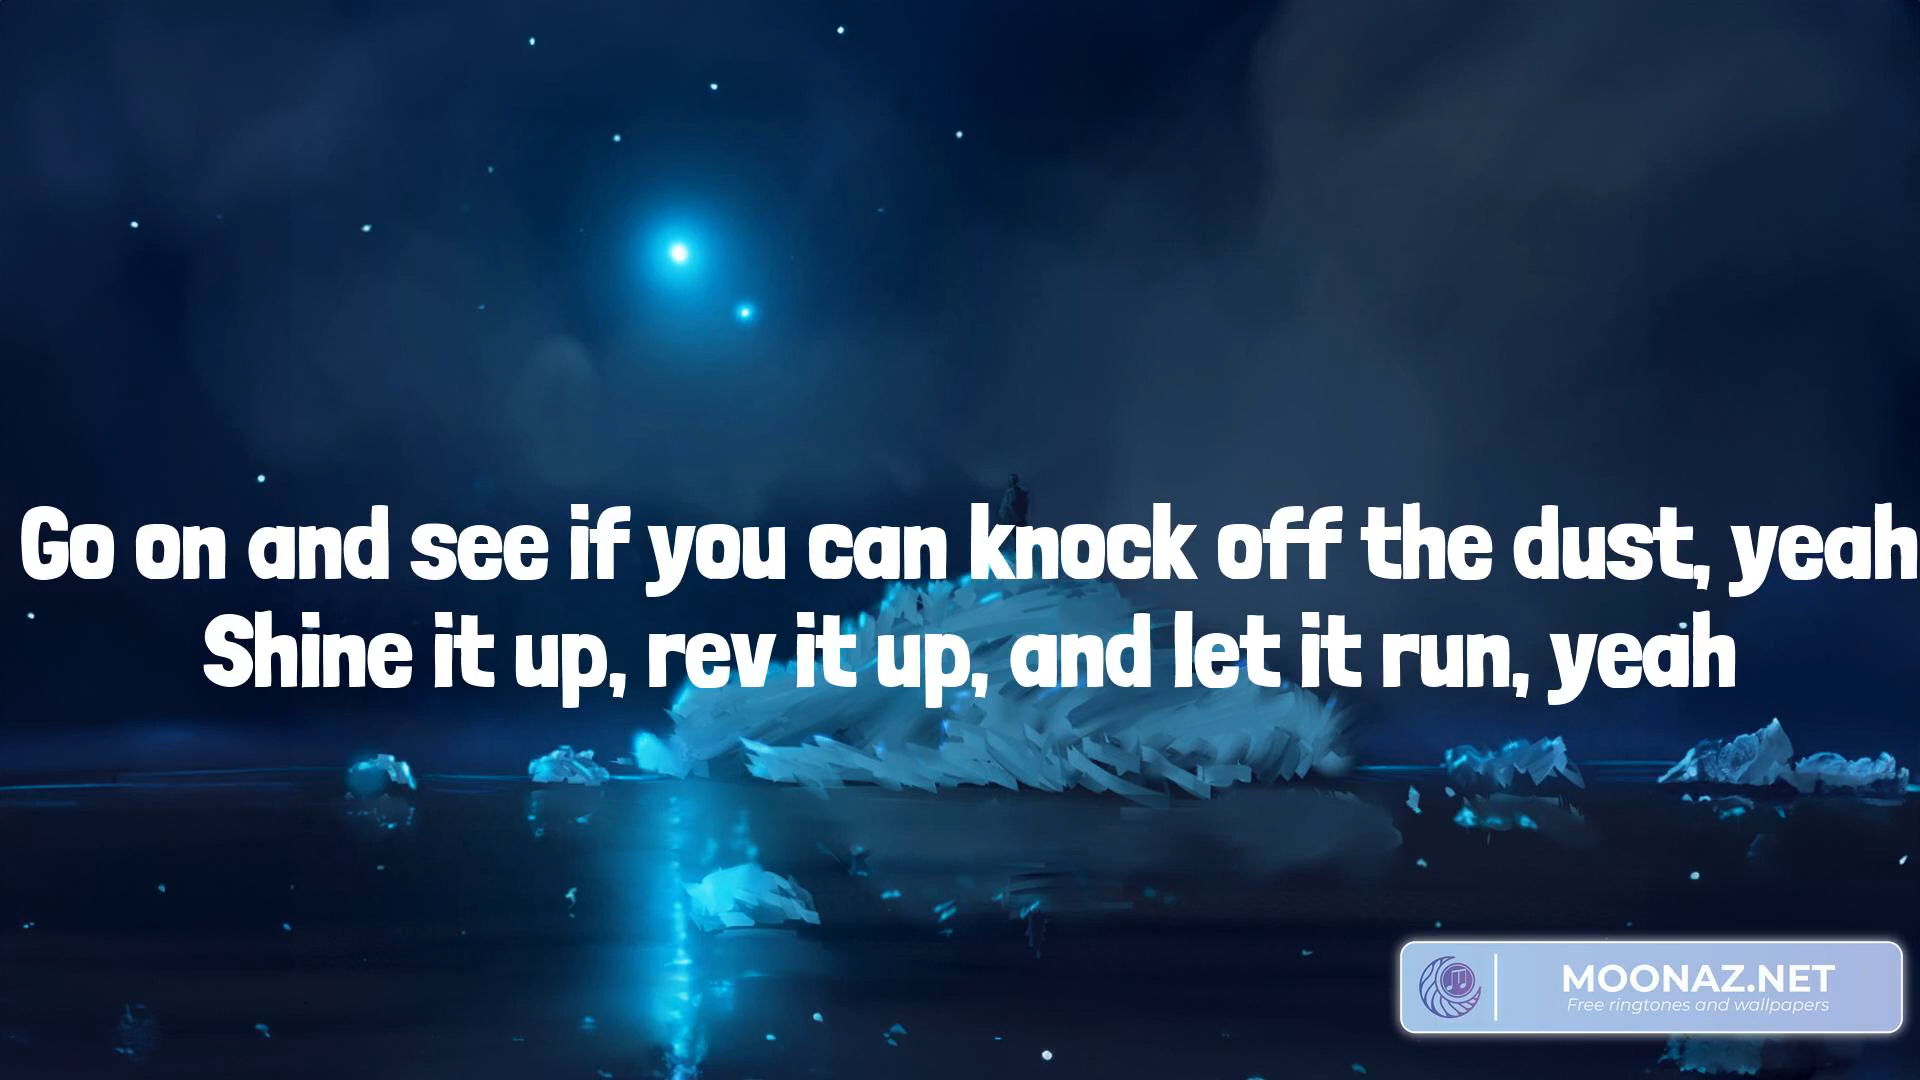 Go on and see if you can knock off the dust, yeah
Shine it up, rev it up, and let it run, yeah
MOONAZ.NET
Free ringtones and wallpapers